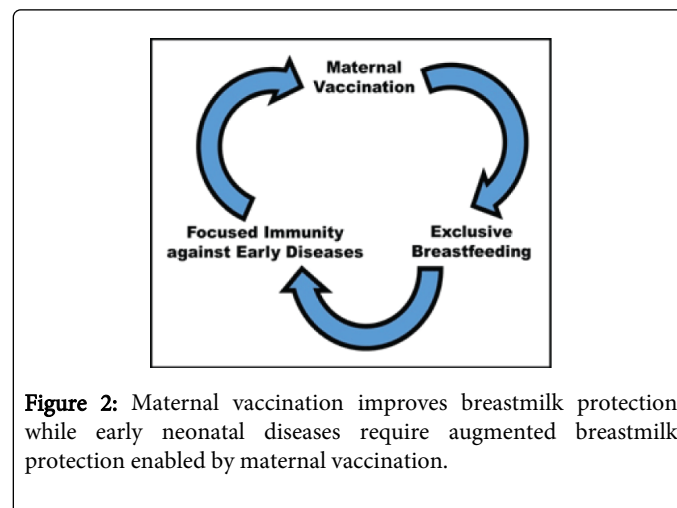 Maternal
Vaccination
Focused Immunity
against Early Diseases
Exclusive
Breastfeeding
Figure 2: Maternal vaccination improves breastmilk protection
while early neonatal diseases require augmented breastmilk
protection enabled by maternal vaccination.